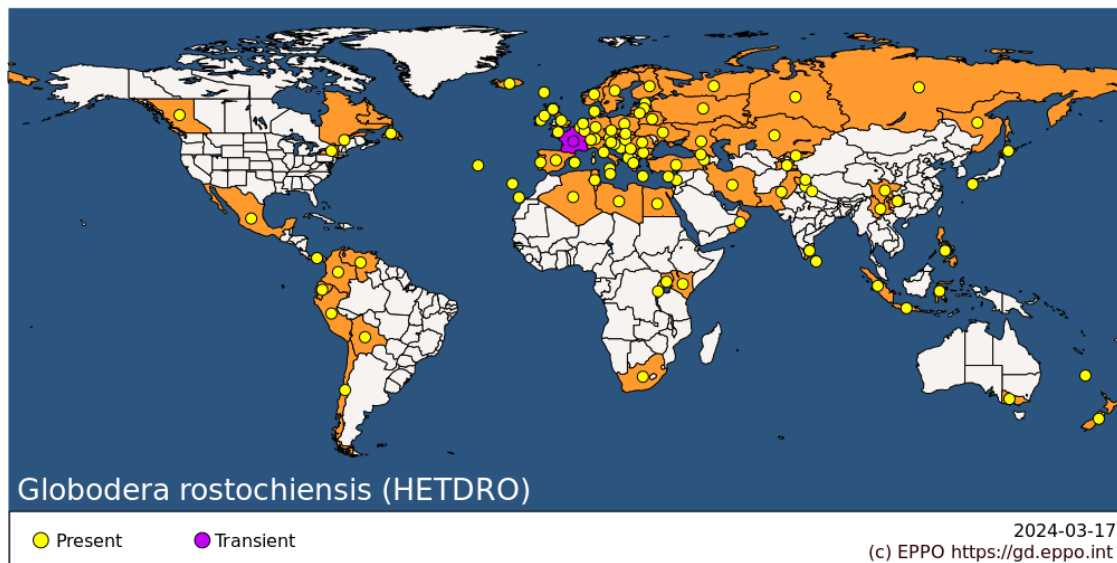 Globodera rostochiensis (HETDRO)
Present
Transient
2024-03-17
(c) EPPO https://gd.eppo.int